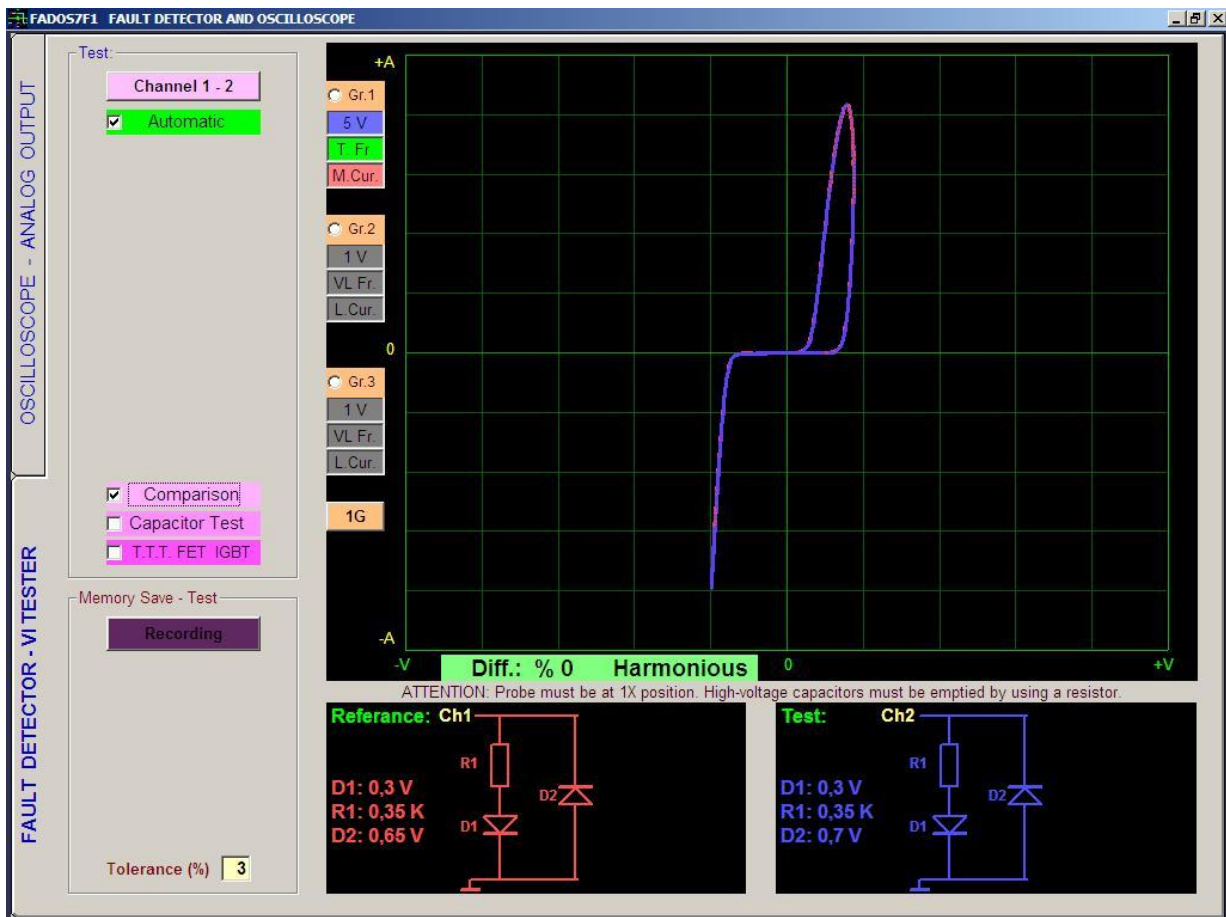 FADOS7F1 FAULT DETECTOR AND OSCILLOSCOPE
OSCILLOSCOPE - ANALOG OUTPUT
FAULT DETECTOR - VI TESTER
Test:
Channel 1 - 2
Automatic
Comparison
Capacitor Test
T.T.T. FET IGBT
Memory Save - Test
Recording
Tolerance (%) 3
+A
Gr.1
5 V
T. Fr
M.Cur.
Gr.2
1 V
VL Fr.
L.Cur.
0
Gr.3
1 V
VL Fr.
L.Cur.
1G
-A
-V
Diff.: % 0 Harmonious
0
+V
ATTENTION: Probe must be at 1X position. High-voltage capacitors must be emptied by using a resistor.
Referance: Ch1
R1
D2
D1
D1: 0,3 V
R1: 0,35 K
D2: 0,65 V
Test: Ch2
R1
D2
D1
D1: 0,3 V
R1: 0,35 K
D2: 0,7 V